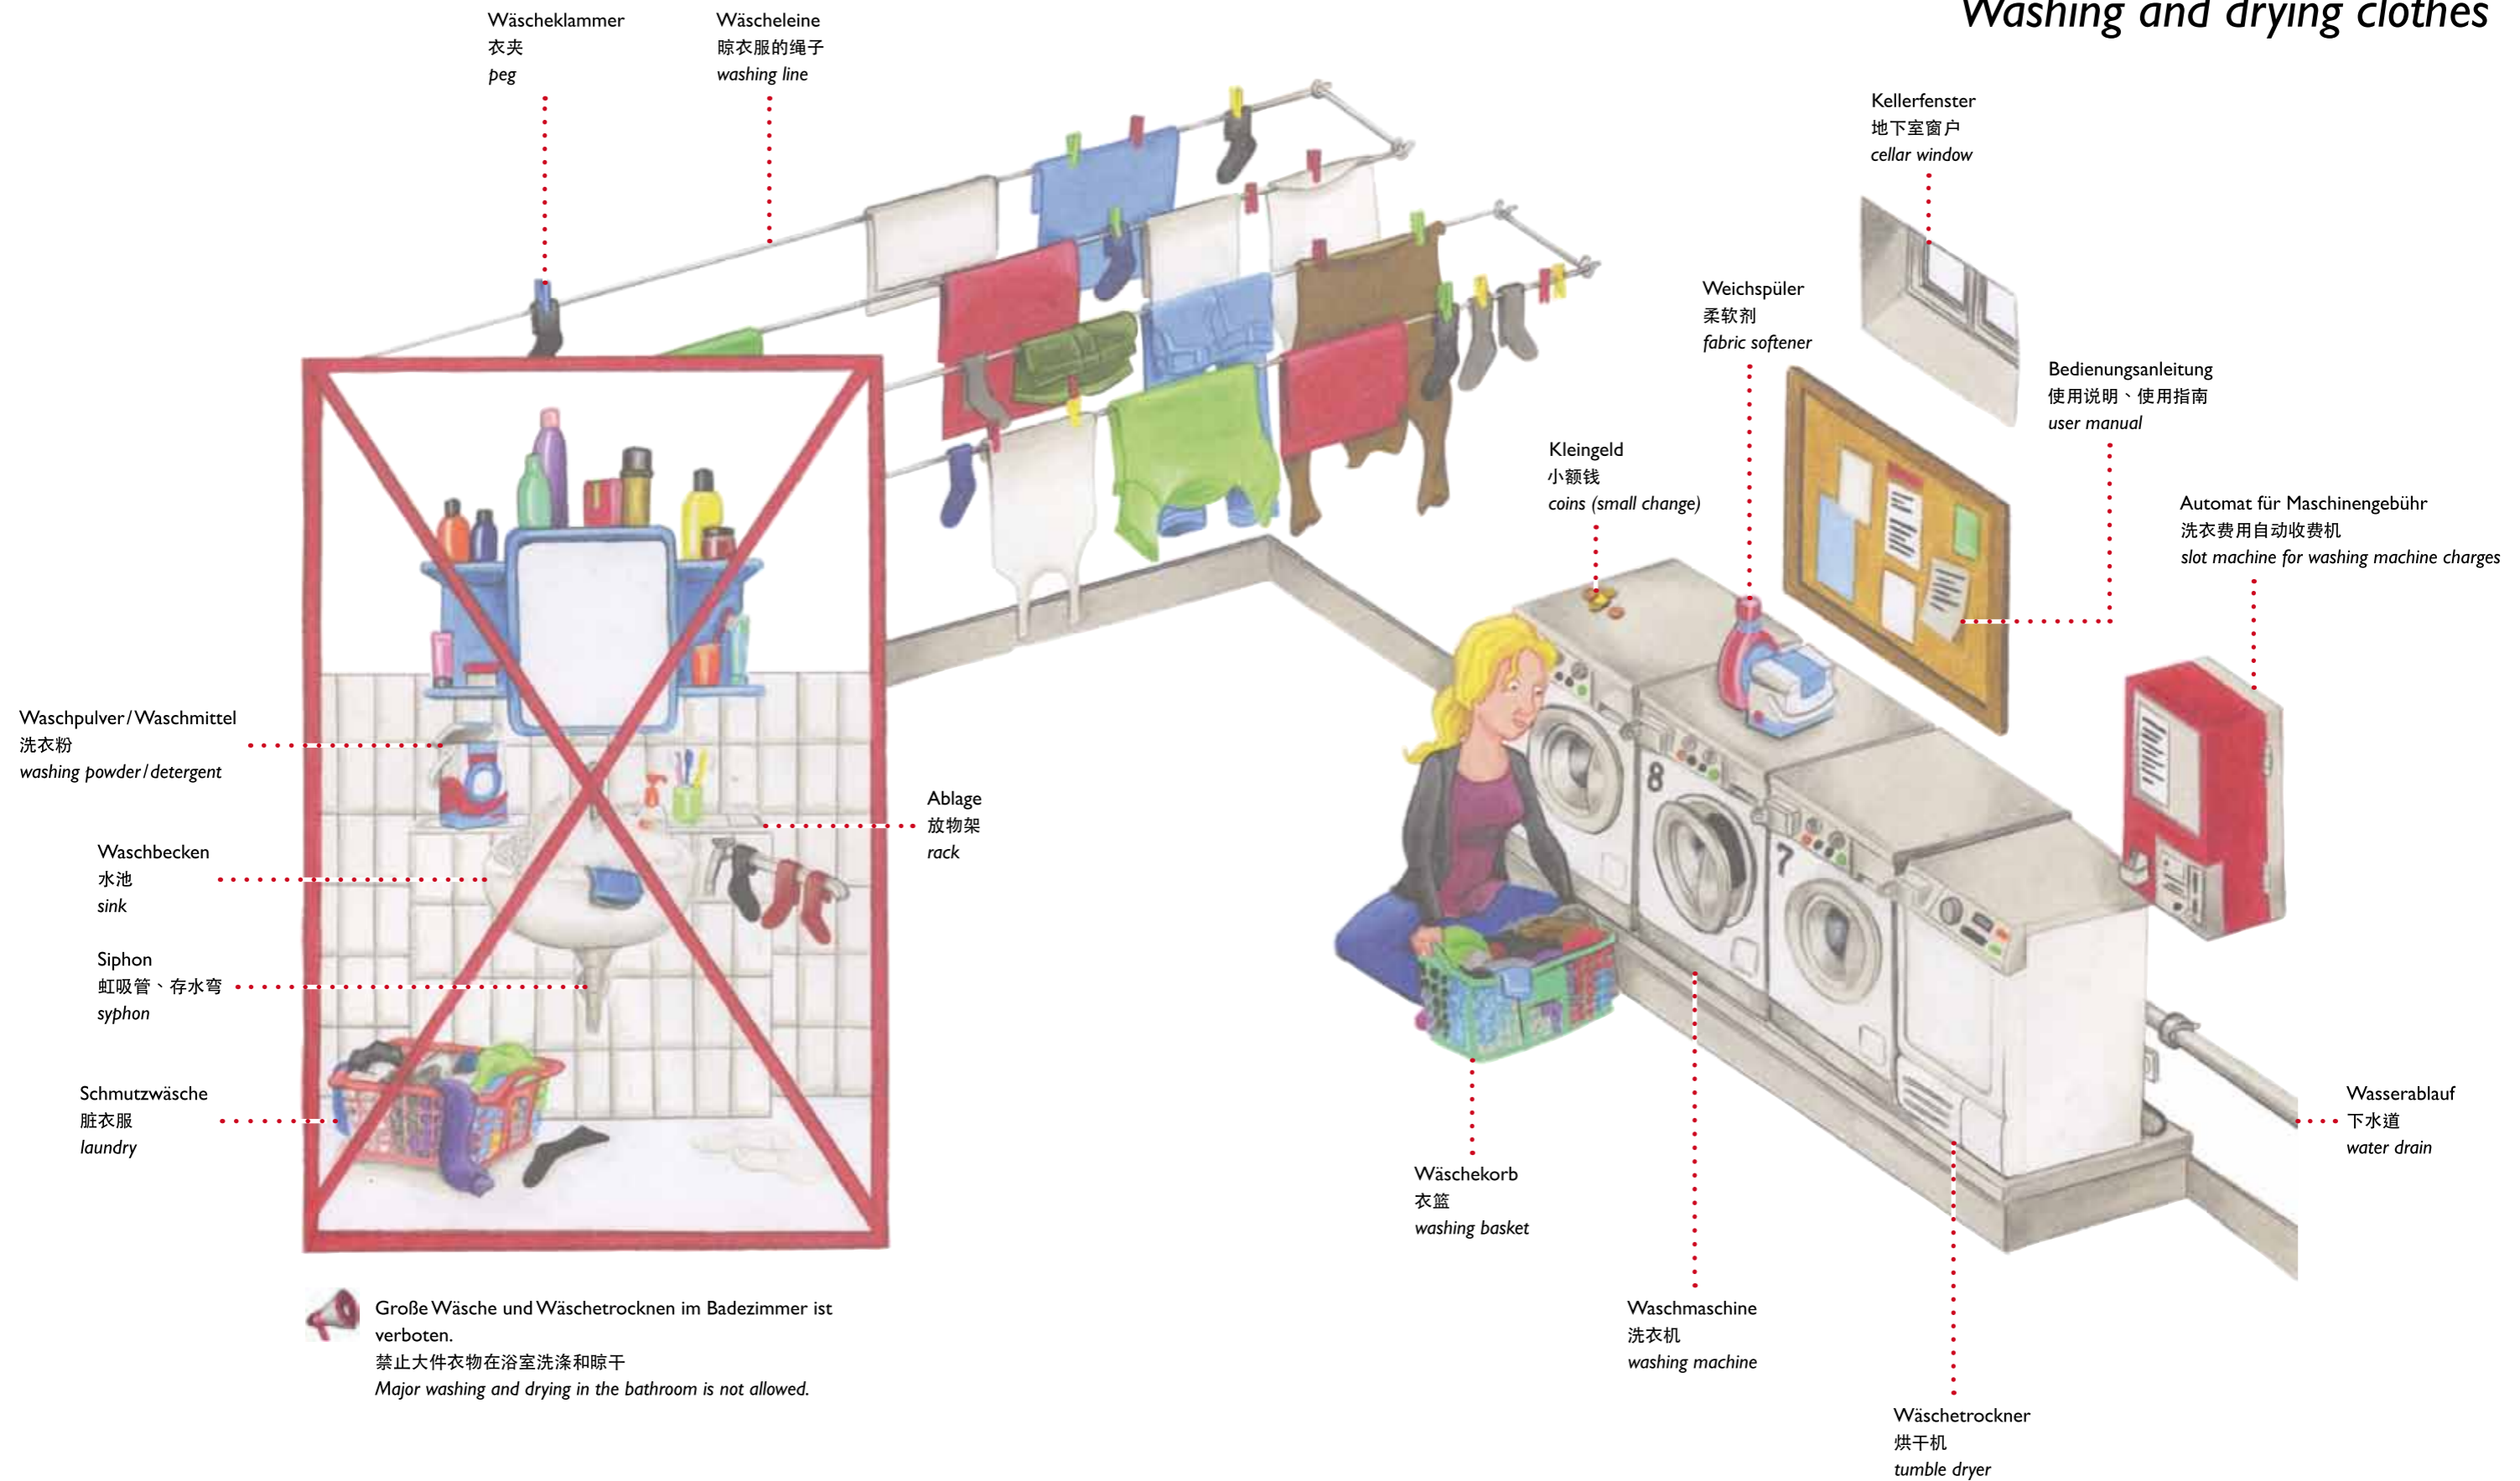 Washing and drying clothes
Wäscheklammer
衣夹
peg
Wäscheleine
晾衣服的绳子
washing line
Kellerfenster
地下室窗户
cellar window
Weichspüler
柔软剂
fabric softener
Bedienungsanleitung
使用说明、使用指南
user manual
Kleingeld
小额钱
coins (small change)
Automat für Maschinengebühr
洗衣费用自动收费机
slot machine for washing machine charges
Waschpulver/Waschmittel
洗衣粉
washing powder/detergent
Ablage
放物架
rack
Waschbecken
水池
sink
Siphon
虹吸管、存水弯
syphon
Schmutzwäsche
脏衣服
laundry
8
7
Wasserablauf
下水道
water drain
Wäschekorb
衣篮
washing basket
Waschmaschine
洗衣机
washing machine
Wäschetrockner
烘干机
tumble dryer
Große Wäsche und Wäschetrocknen im Badezimmer ist
verboten.
禁止大件衣物在浴室洗涤和晾干
Major washing and drying in the bathroom is not allowed.